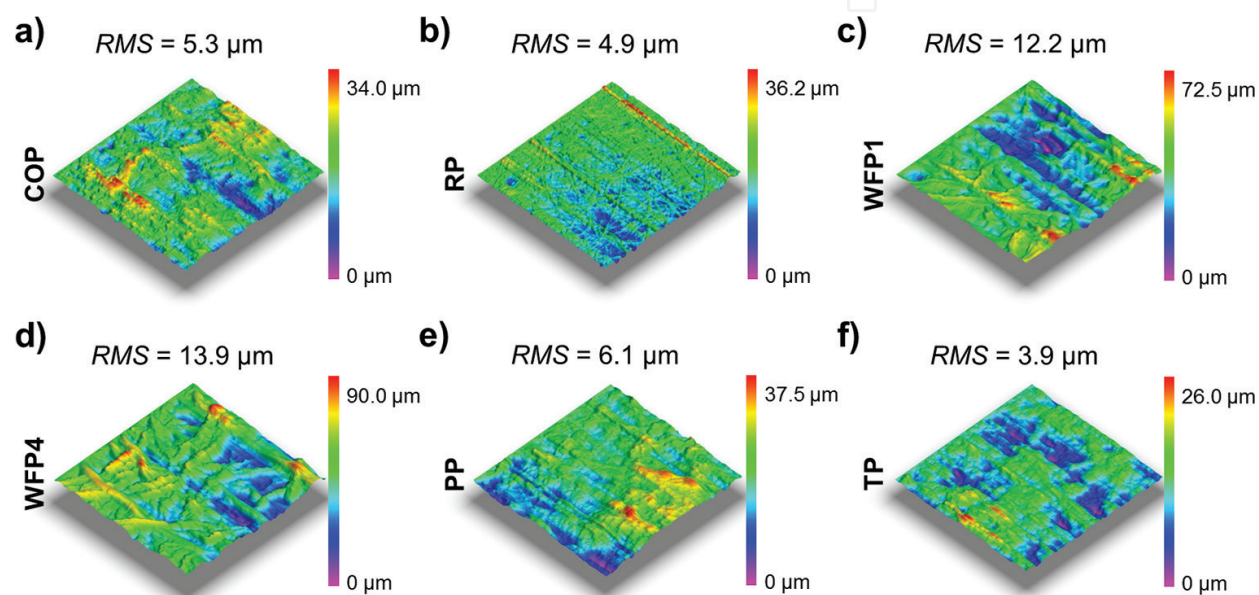 a)
RMS = 5.3 µm
34.0 µm
0 µm
COP
b)
RMS = 4.9 µm
36.2 µm
0 µm
RP
c)
RMS = 12.2 µm
72.5 µm
0 µm
WFP1
d)
RMS = 13.9 µm
90.0 µm
0 µm
WFP4
e)
RMS = 6.1 µm
37.5 µm
0 µm
PP
f)
RMS = 3.9 µm
26.0 µm
0 µm
TP